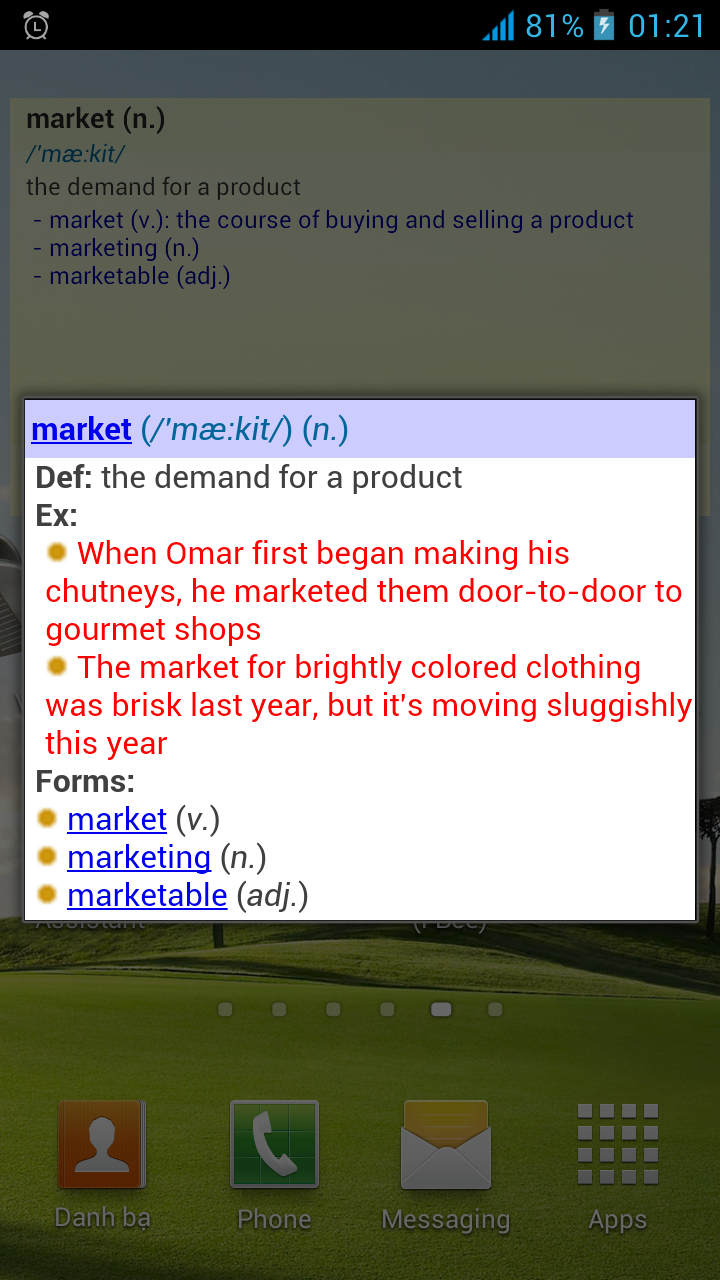 81% 01:21
market (n.)
/'mæ:kit/
the demand for a product
- market (v.): the course of buying and selling a product
- marketing (n.)
- marketable (adj.)
market (/'mæ:kit/) (n.)
Def: the demand for a product
Ex:
When Omar first began making his
chutneys, he marketed them door-to-door to
gourmet shops
The market for brightly colored clothing
was brisk last year, but it's moving sluggishly
this year
Forms:
market (v.)
marketing (n.)
marketable (adj.)
Assistant
Danh bạ Phone Messaging Apps